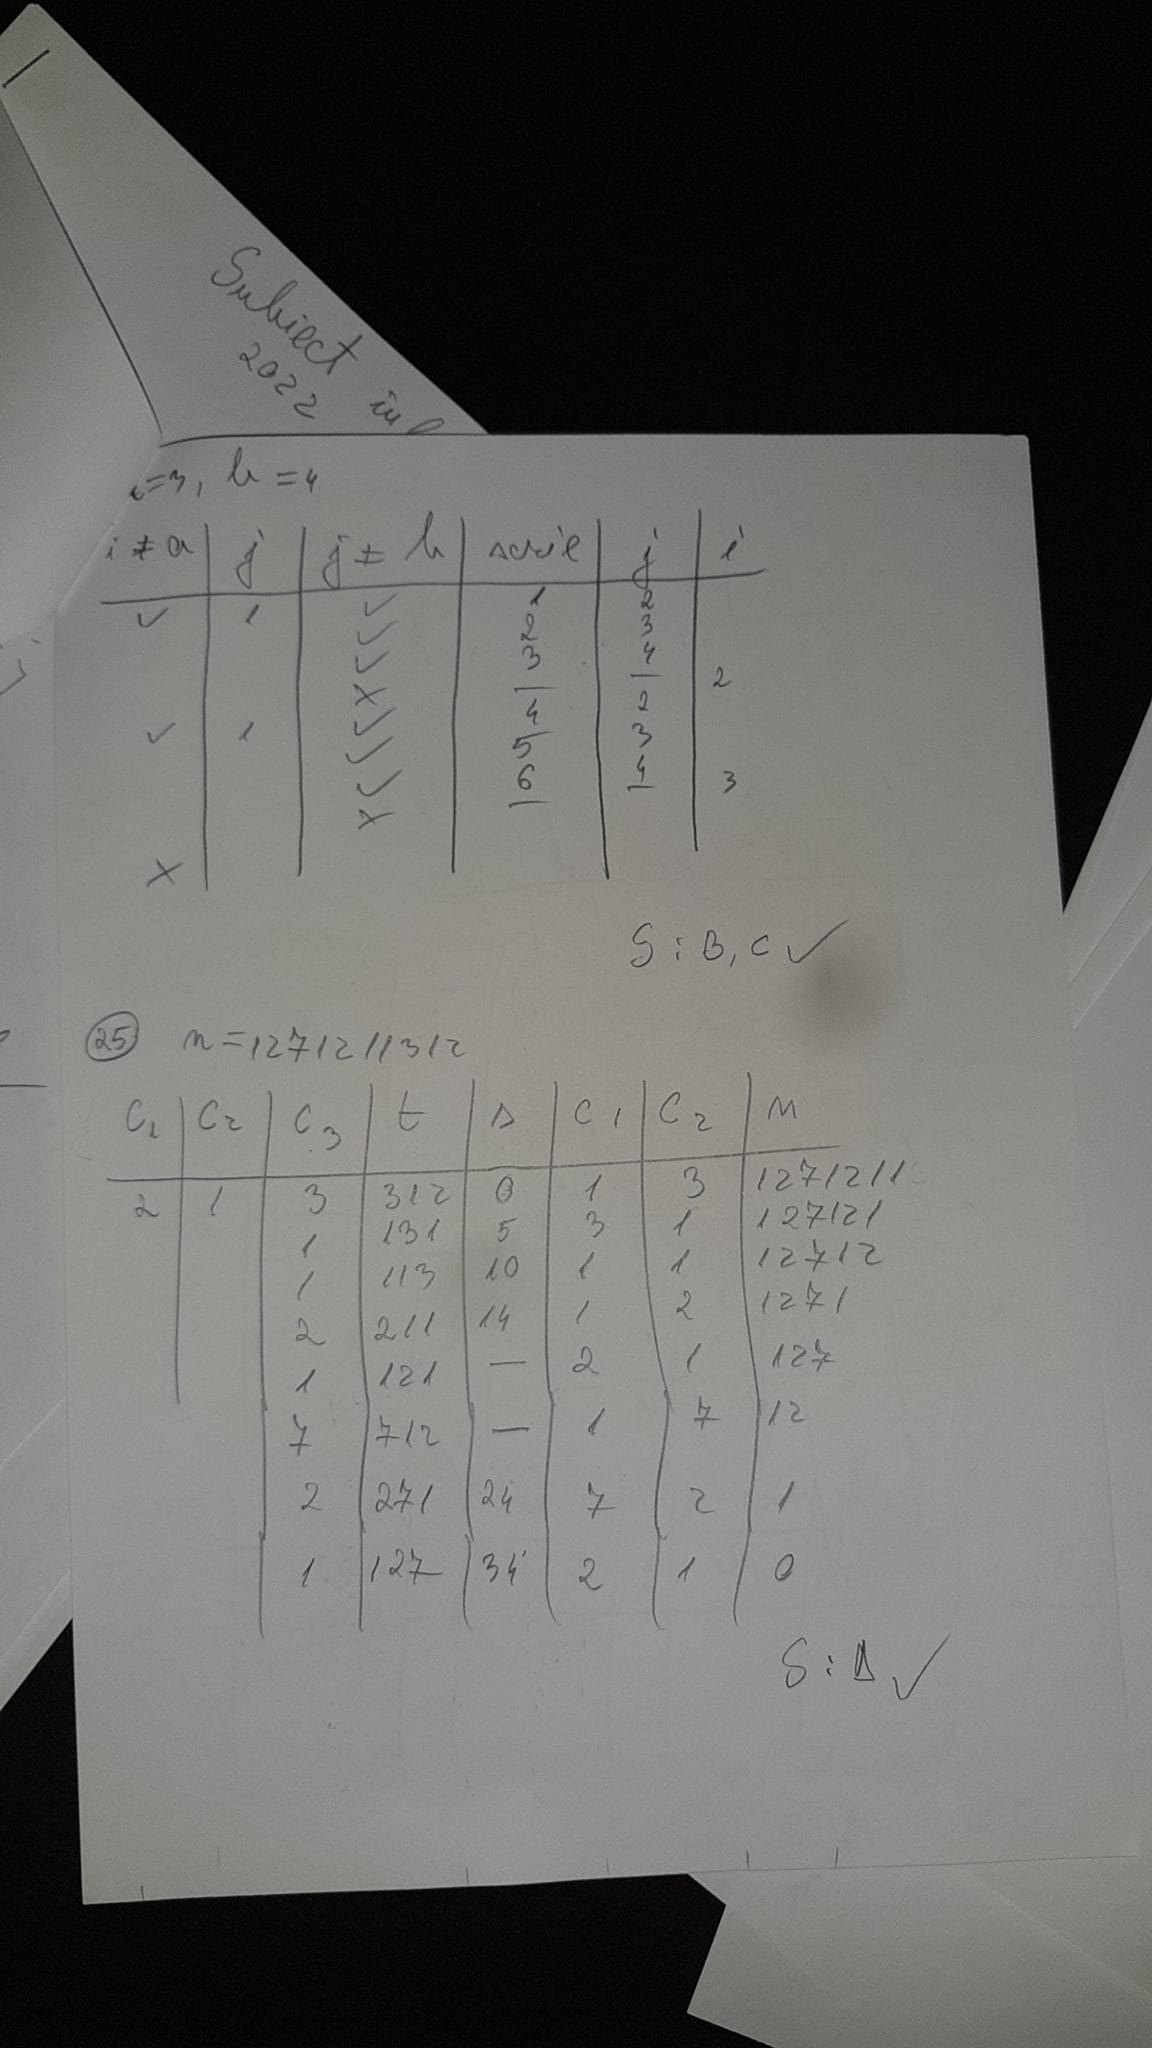 Subiect
2022
=3, b=4
i≠a | j | j≠b | scrie | j | i
✓ 1 ✓ 1 2
✓ 2 3
✓ 3 4
x 2
✓ 1 ✓ 4 2
✓ 5 3
✓ 6 4
x 3
x
S: B, C ✓
25 n=1271211312
C1 | C2 | C3 | t | s | C1 | C2 | n
2 1 3 312 0 1 3 1271211
1 131 5 3 1 127121
1 113 10 1 1 12712
2 211 14 1 2 1271
1 121 — 2 1 127
7 712 — 1 7 12
2 271 24 7 2 1
1 127 34 2 1 0
S: ✓